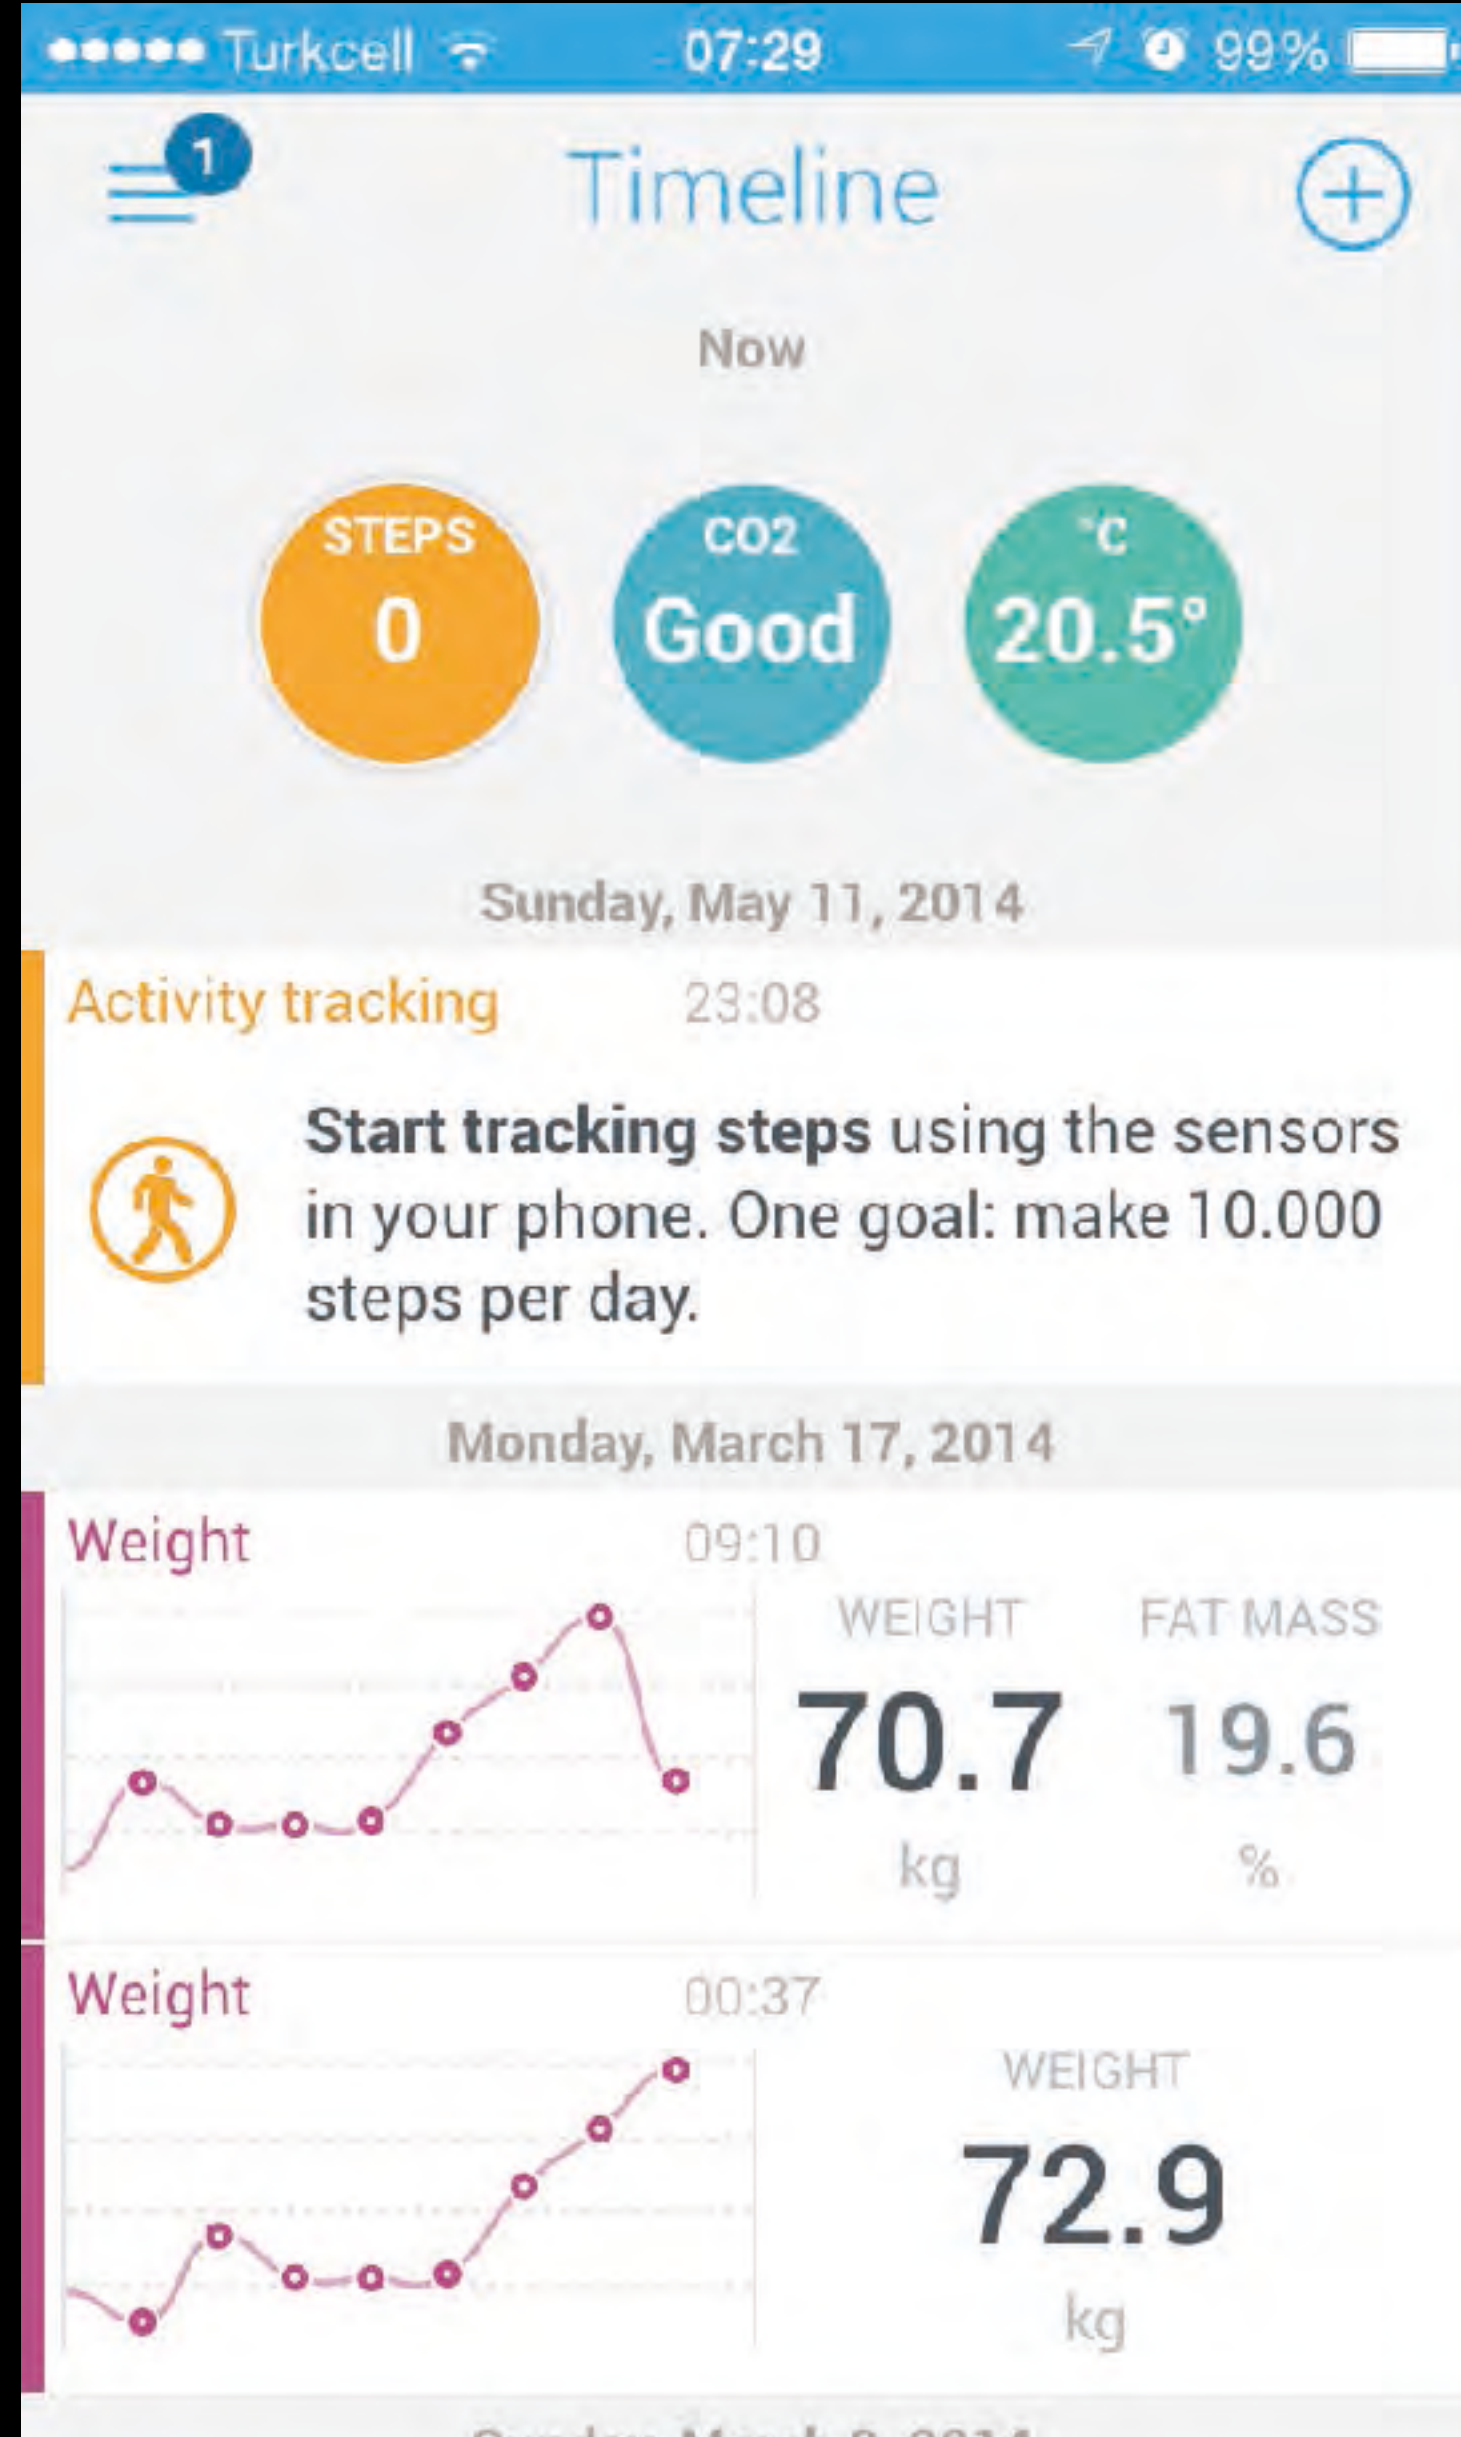 Turkcell 07:29 99%
1
Timeline
Now
STEPS CO2 °C
0 Good 20.5°
Sunday, May 11, 2014
Activity tracking 23:08
Start tracking steps using the sensors
in your phone. One goal: make 10.000
steps per day.
Monday, March 17, 2014
Weight 09:10
WEIGHT FAT MASS
70.7 19.6
kg %
Weight 00:37
WEIGHT
72.9
kg